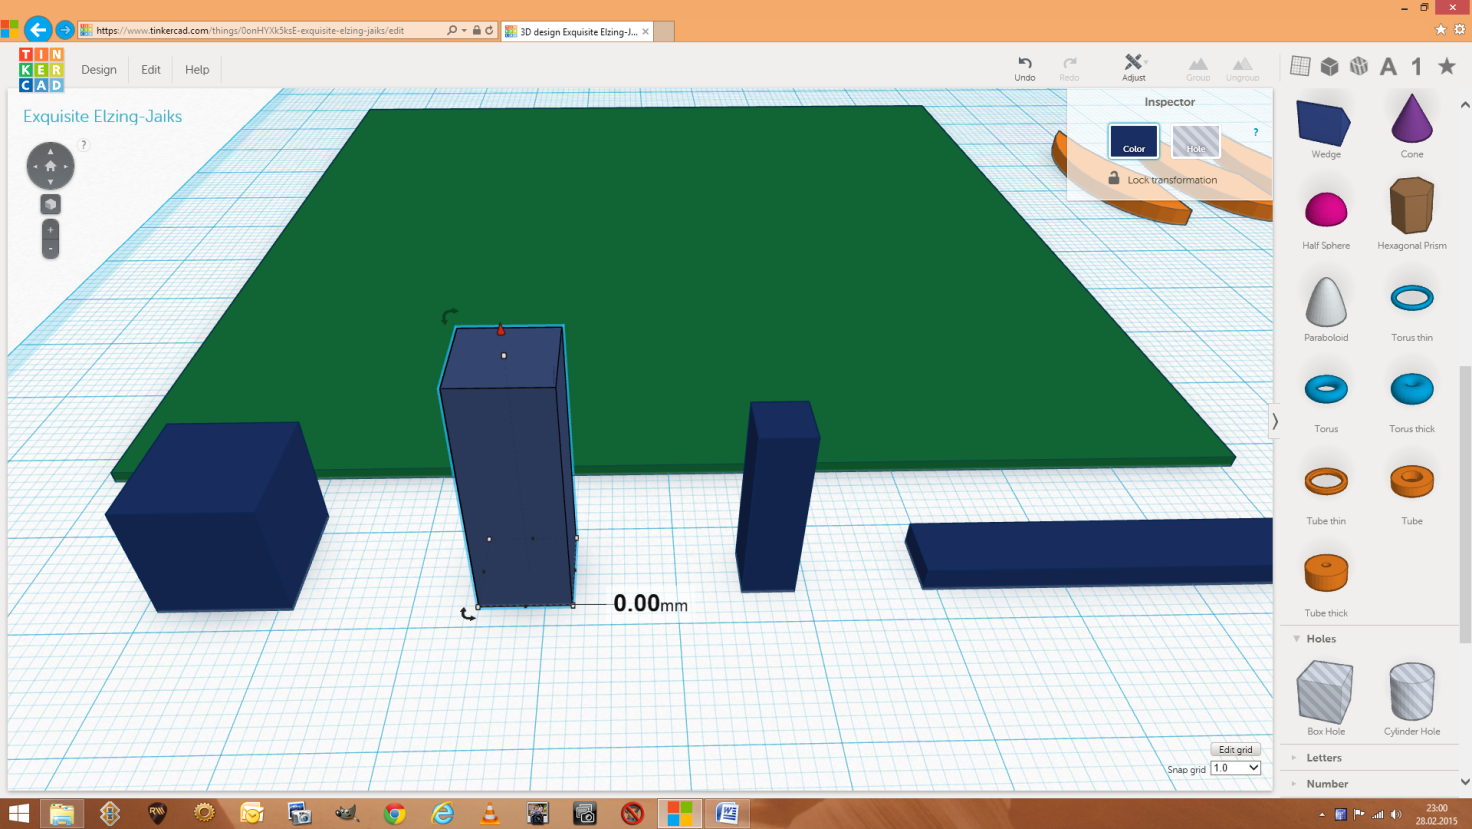 https://www.tinkercad.com/things/0onHYXk5ksE-exquisite-elzing-jaiks/edit
3D design Exquisite Elzing-J...
TIN
KER
CAD
Design
Edit
Help
Undo
Redo
Adjust
Group
Ungroup
A
1
Exquisite Elzing-Jaiks
?
Inspector
Color
Hole
?
Lock transformation
Wedge
Cone
Half Sphere
Hexagonal Prism
Paraboloid
Torus thin
Torus
Torus thick
Tube thin
Tube
Tube thick
0.00mm
Holes
Box Hole
Cylinder Hole
Edit grid
Snap grid
1.0
Letters
Number
RW
23:00
28.02.2015